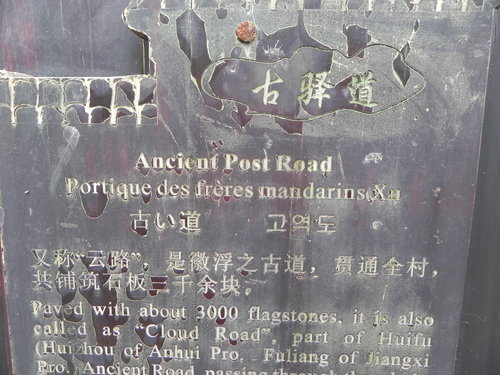 古驿道
Ancient Post Road
Portique des frères mandarins Xu
古い道 고역도
又称“云路”，是徽浮之古道，贯通全村，
共铺筑石板三千余块。
Paved with about 3000 flagstones, it is also
called as “Cloud Road”, part of Huifu
(Huizhou of Anhui Pro. Fuliang of Jiangxi
Pro.) Ancient Road, passing through the